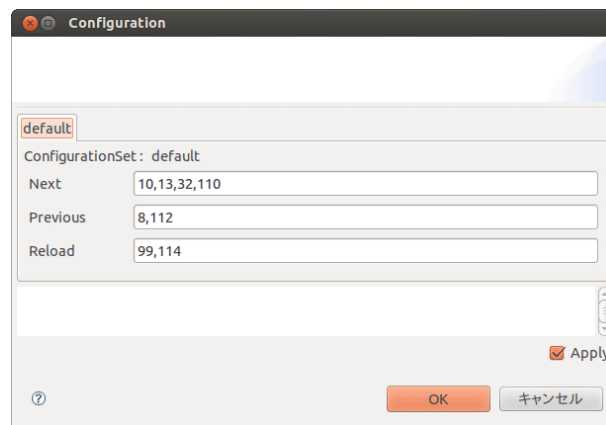 Configuration
default
ConfigurationSet: default
Next 10,13,32,110
Previous 8,112
Reload 99,114
Apply
OK キャンセル